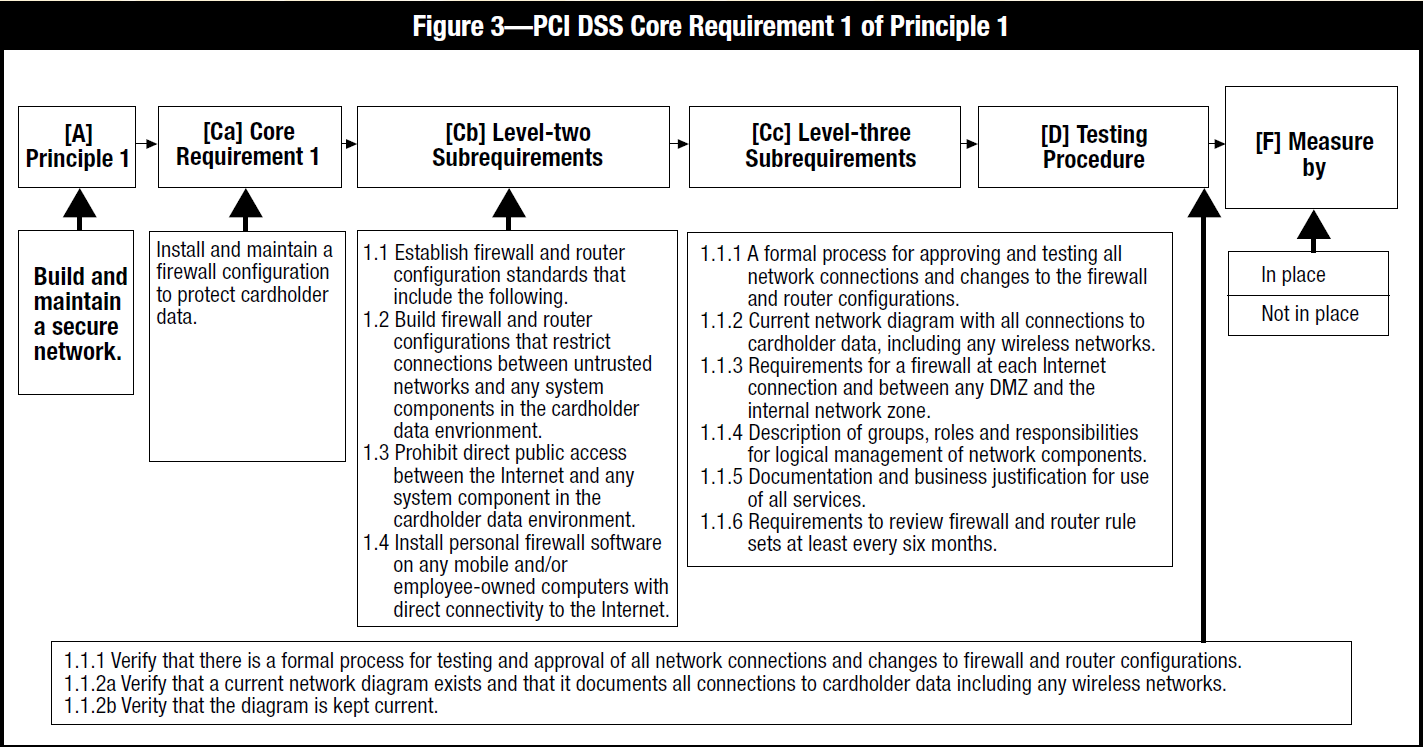 Figure 3—PCI DSS Core Requirement 1 of Principle 1
[A]
Principle 1
[Ca] Core
Requirement 1
[Cb] Level-two
Subrequirements
[Cc] Level-three
Subrequirements
[D] Testing
Procedure
[F] Measure
by
Build and
maintain
a secure
network.
Install and maintain a
firewall configuration
to protect cardholder
data.
1.1 Establish firewall and router
configuration standards that
include the following.
1.2 Build firewall and router
configurations that restrict
connections between untrusted
networks and any system
components in the cardholder
data envrionment.
1.3 Prohibit direct public access
between the Internet and any
system component in the
cardholder data environment.
1.4 Install personal firewall software
on any mobile and/or
employee-owned computers with
direct connectivity to the Internet.
1.1.1 A formal process for approving and testing all
network connections and changes to the firewall
and router configurations.
1.1.2 Current network diagram with all connections to
cardholder data, including any wireless networks.
1.1.3 Requirements for a firewall at each Internet
connection and between any DMZ and the
internal network zone.
1.1.4 Description of groups, roles and responsibilities
for logical management of network components.
1.1.5 Documentation and business justification for use
of all services.
1.1.6 Requirements to review firewall and router rule
sets at least every six months.
In place
Not in place
1.1.1 Verify that there is a formal process for testing and approval of all network connections and changes to firewall and router configurations.
1.1.2a Verify that a current network diagram exists and that it documents all connections to cardholder data including any wireless networks.
1.1.2b Verify that the diagram is kept current.